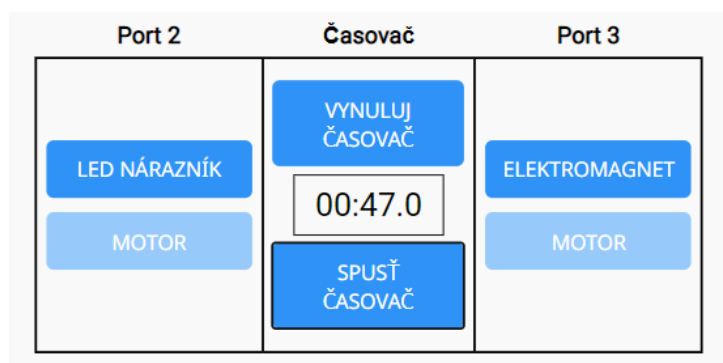 Port 2
Časovač
Port 3
LED NÁRAZNÍK
MOTOR
VYNULUJ
ČASOVAČ
00:47.0
SPUSŤ
ČASOVAČ
ELEKTROMAGNET
MOTOR